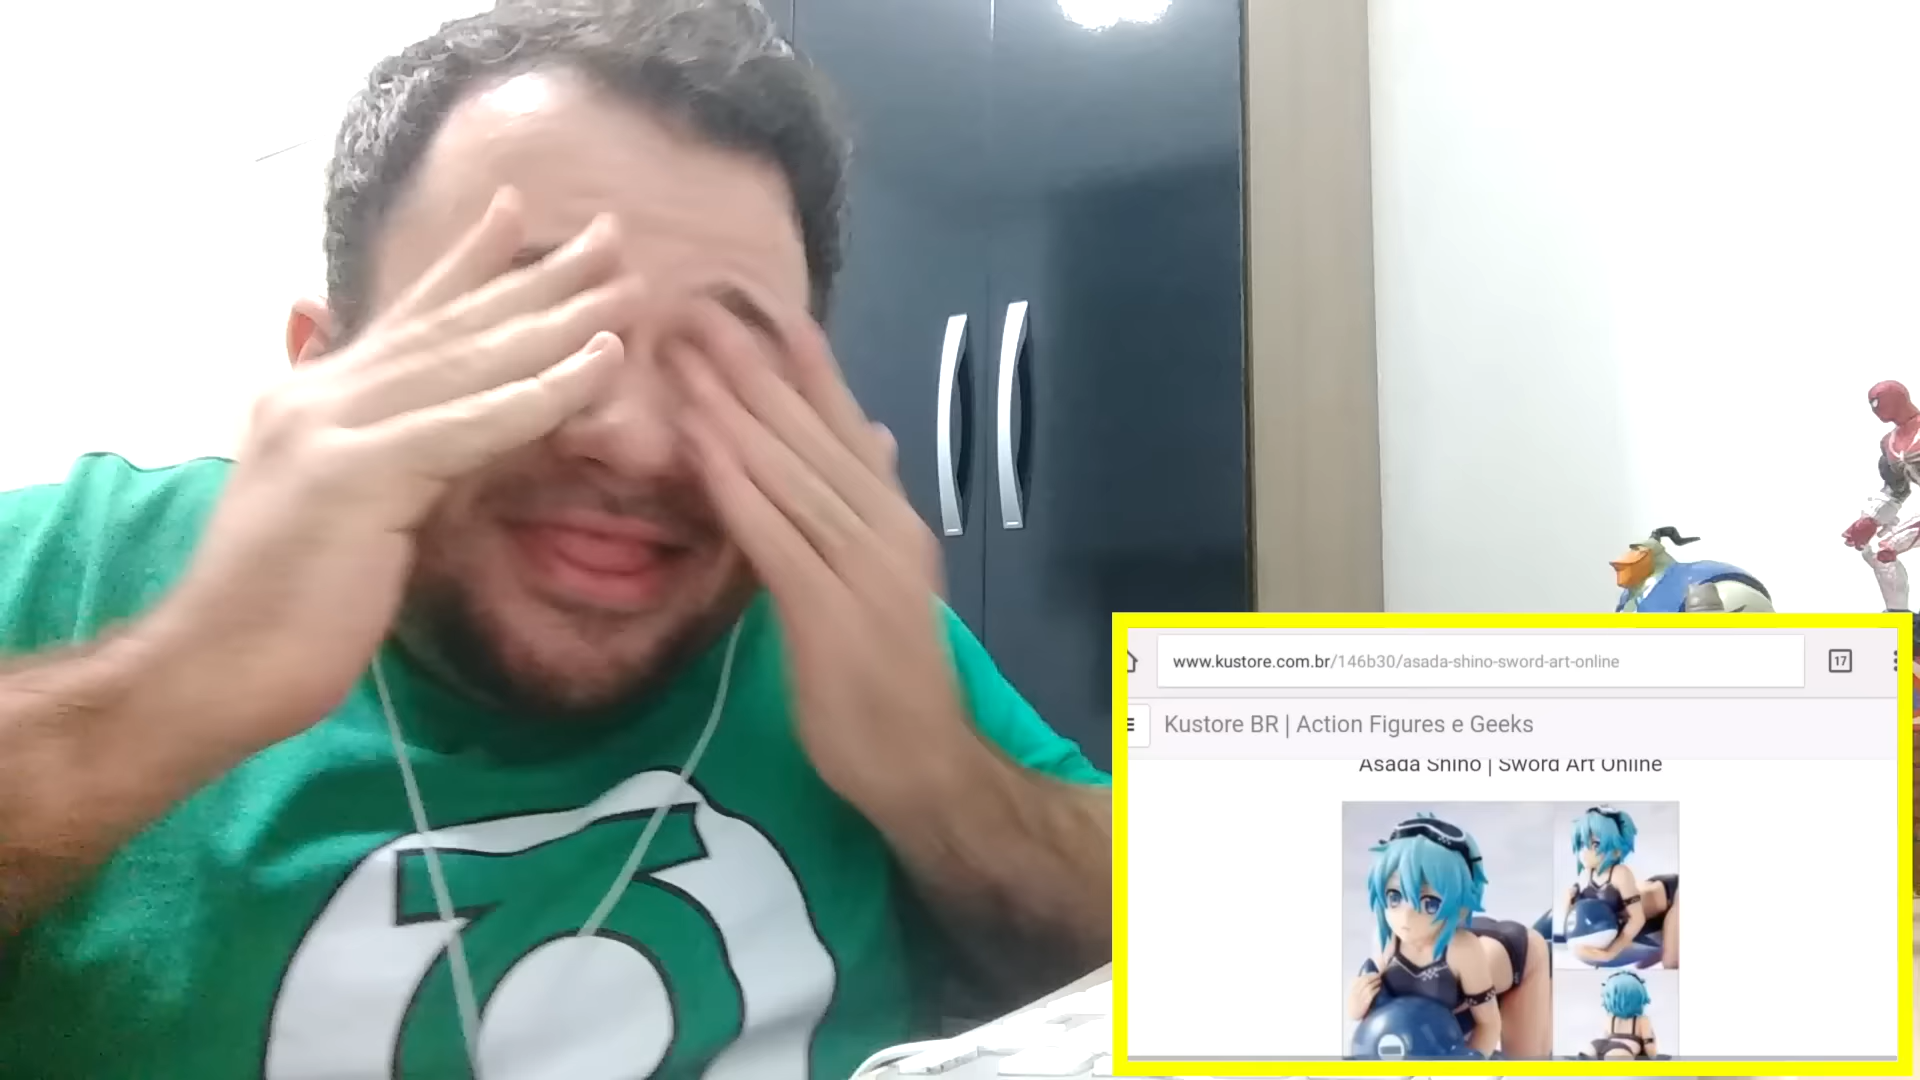 www.kustore.com.br/146b30/asada-shino-sword-art-online
17
Kustore BR | Action Figures e Geeks
Asada Shino | Sword Art Online